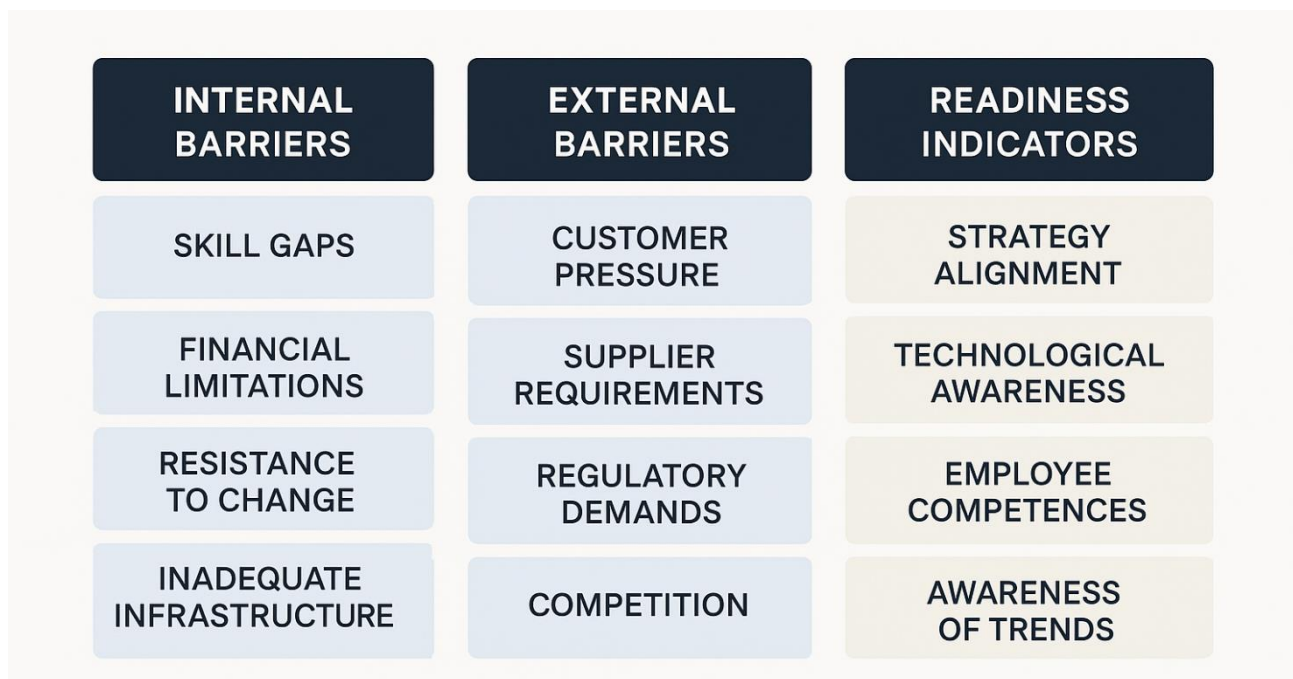 INTERNAL
BARRIERS
SKILL GAPS
FINANCIAL
LIMITATIONS
RESISTANCE
TO CHANGE
INADEQUATE
INFRASTRUCTURE
EXTERNAL
BARRIERS
CUSTOMER
PRESSURE
SUPPLIER
REQUIREMENTS
REGULATORY
DEMANDS
COMPETITION
READINESS
INDICATORS
STRATEGY
ALIGNMENT
TECHNOLOGICAL
AWARENESS
EMPLOYEE
COMPETENCES
AWARENESS
OF TRENDS